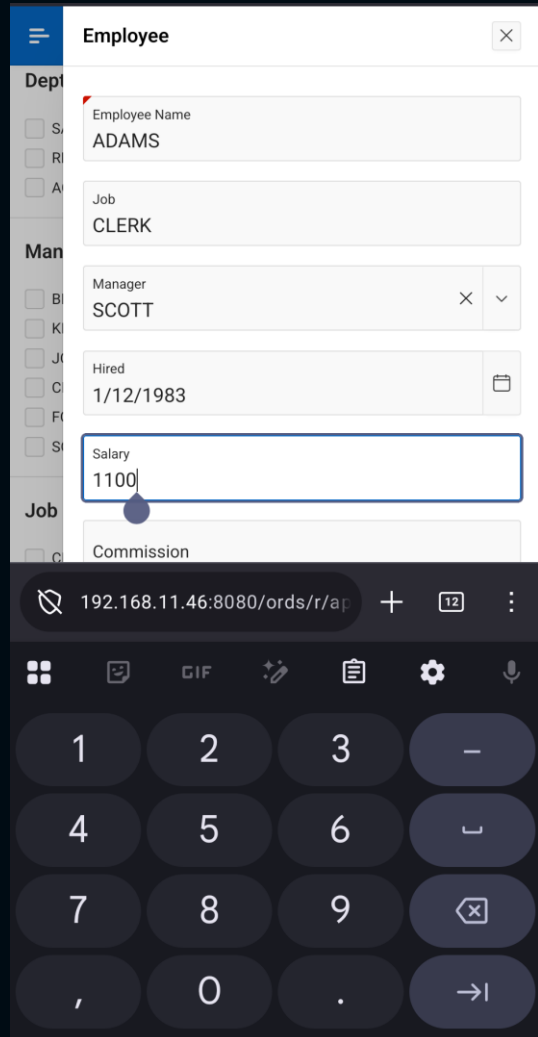 Employee
Dept
Employee Name
ADAMS
Job
CLERK
Man
Manager
SCOTT
Hired
1/12/1983
Salary
1100
Job
Commission
192.168.11.46:8080/ords/r/ap
12
GIF
1 2 3 –
4 5 6
7 8 9
, 0 .